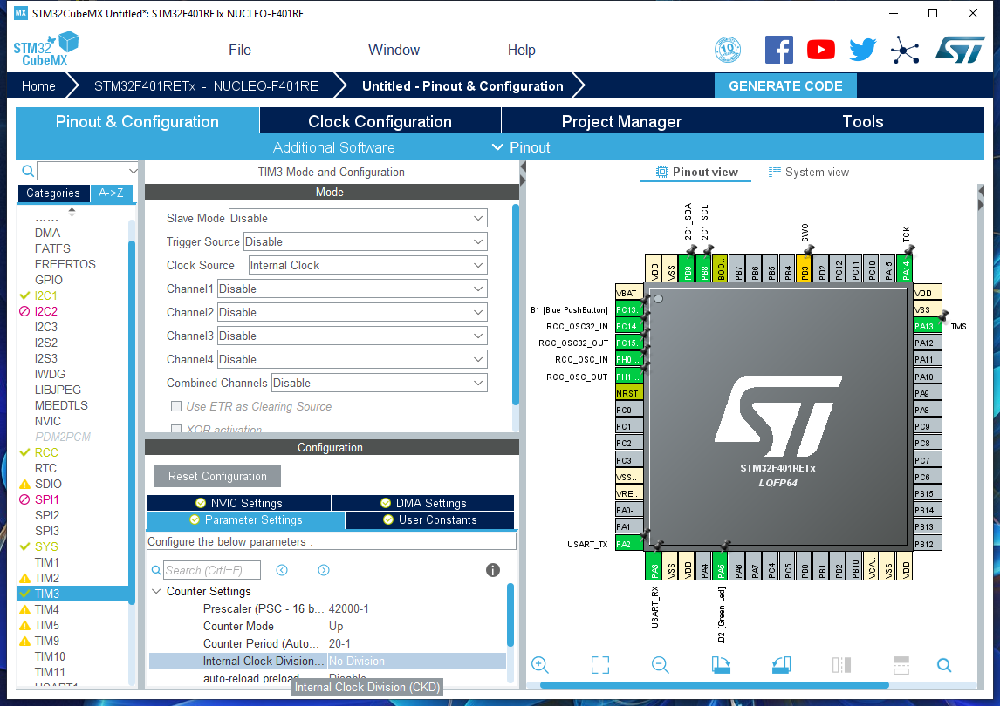 MX STM32CubeMX Untitled*: STM32F401RETx NUCLEO-F401RE
STM32 CubeMX
File
Window
Help
10
Home
STM32F401RETx - NUCLEO-F401RE
Untitled - Pinout & Configuration
GENERATE CODE
Pinout & Configuration
Clock Configuration
Project Manager
Tools
Additional Software
Pinout
Categories
A->Z
DMA
FATFS
FREERTOS
GPIO
I2C1
I2C2
I2C3
I2S2
I2S3
IWDG
LIBJPEG
MBEDTLS
NVIC
PDM2PCM
RCC
RTC
SDIO
SPI1
SPI2
SPI3
SYS
TIM1
TIM2
TIM3
TIM4
TIM5
TIM9
TIM10
TIM11
USART1
TIM3 Mode and Configuration
Mode
Slave Mode Disable
Trigger Source Disable
Clock Source Internal Clock
Channel1 Disable
Channel2 Disable
Channel3 Disable
Channel4 Disable
Combined Channels Disable
Use ETR as Clearing Source
XOR activation
Configuration
Reset Configuration
NVIC Settings
DMA Settings
Parameter Settings
User Constants
Configure the below parameters :
Search (Crtl+F)
Counter Settings
Prescaler (PSC - 16 b... 42000-1
Counter Mode Up
Counter Period (Auto... 20-1
Internal Clock Division... No Division
auto-reload preload Disable
Internal Clock Division (CKD)
Pinout view
System view
I2C1_SDA
I2C1_SCL
SWO
TCK
VDD
VSS
PB9
PB8
BOO..
PB7
PB6
PB5
PB4
PB3
PD2
PC12
PC11
PC10
PA15
PA14
VBAT
B1 [Blue PushButton] PC13..
RCC_OSC32_IN PC14..
RCC_OSC32_OUT PC15..
RCC_OSC_IN PH0 ..
RCC_OSC_OUT PH1 ..
NRST
PC0
PC1
PC2
PC3
VSS..
VRE..
PA0-..
PA1
USART_TX PA2
STM32F401RETx
LQFP64
VDD
VSS
PA13 TMS
PA12
PA11
PA10
PA9
PA8
PC9
PC8
PC7
PC6
PB15
PB14
PB13
PB12
PA3
VSS
VDD
PA4
PA5
PA6
PA7
PC4
PC5
PB0
PB1
PB2
PB10
VCA..
VSS
VDD
USART_RX
.D2 [Green Led]